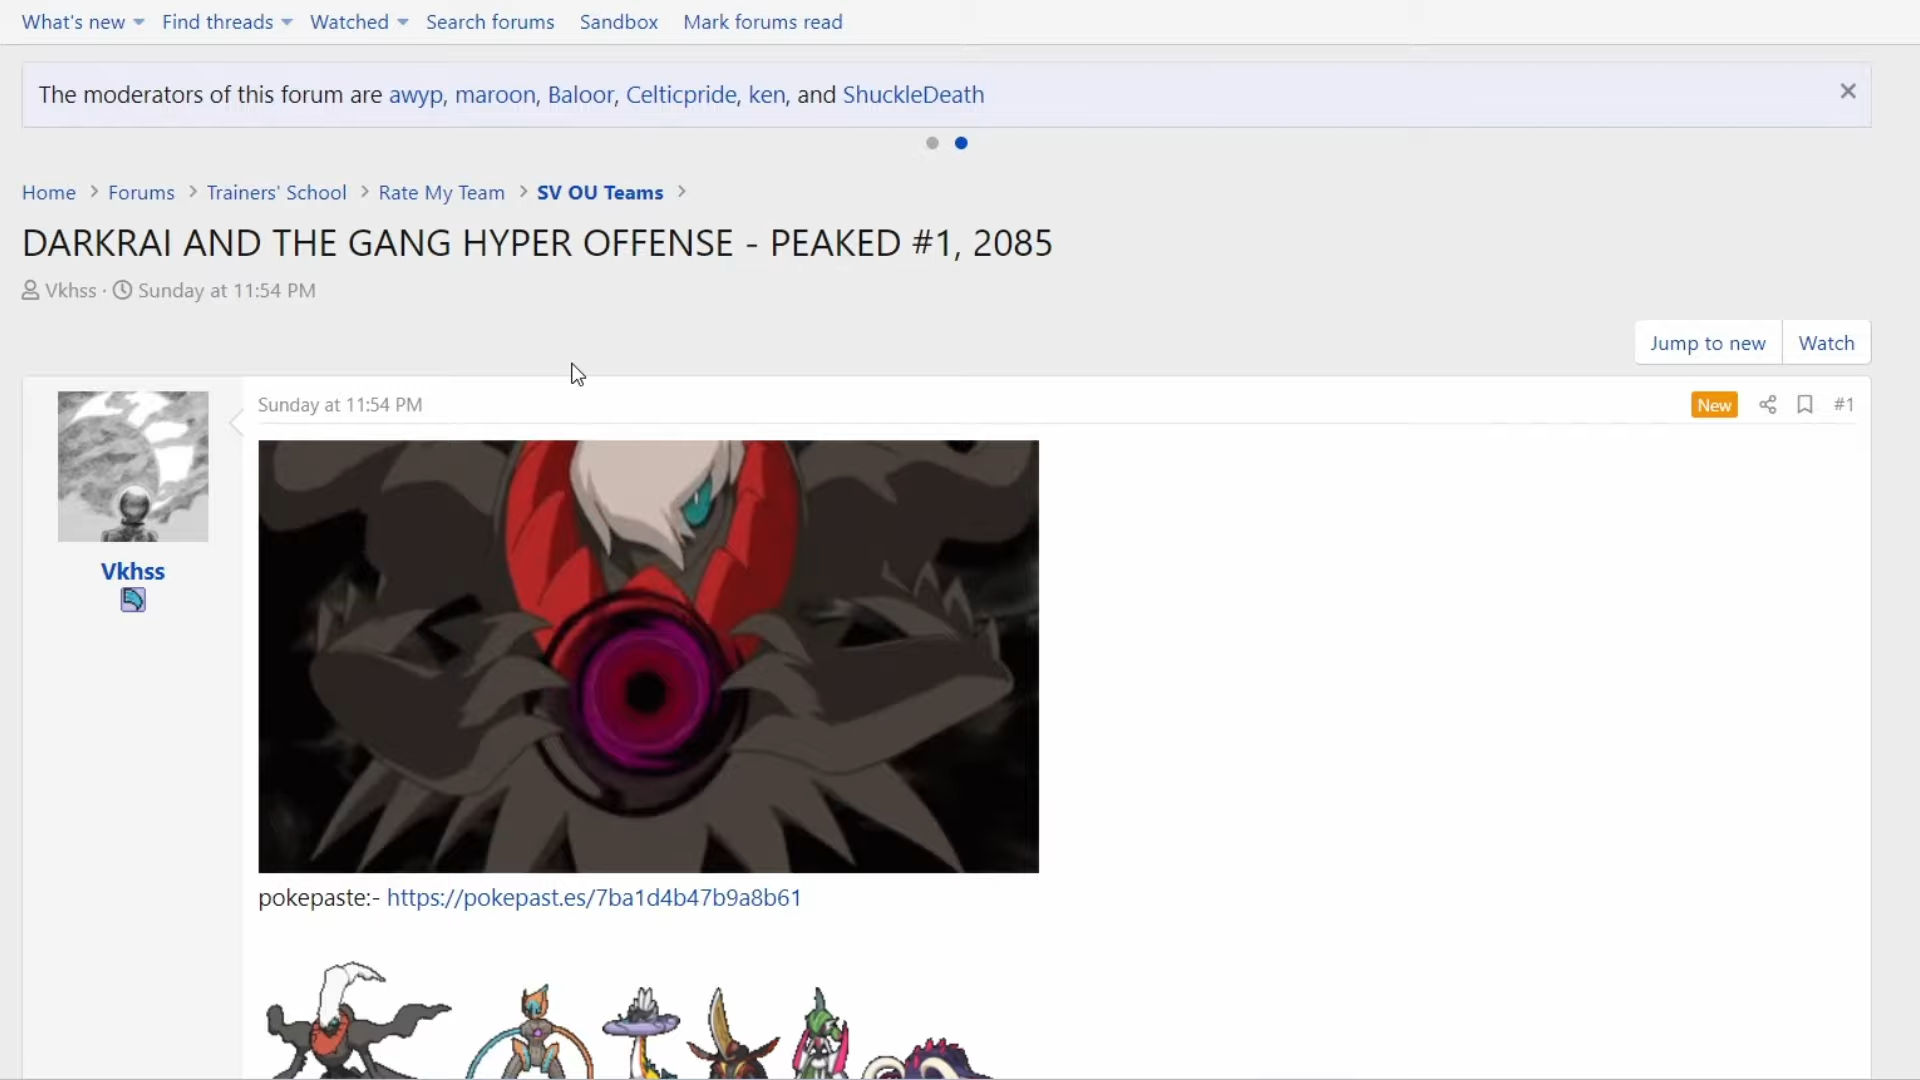 What's new Find threads Watched Search forums Sandbox Mark forums read
The moderators of this forum are awyp, maroon, Baloor, Celticpride, ken, and ShuckleDeath
Home > Forums > Trainers' School > Rate My Team > SV OU Teams >
DARKRAI AND THE GANG HYPER OFFENSE - PEAKED #1, 2085
Vkhss · Sunday at 11:54 PM
Jump to new Watch
Sunday at 11:54 PM New #1
Vkhss
pokepaste:- https://pokepast.es/7ba1d4b47b9a8b61